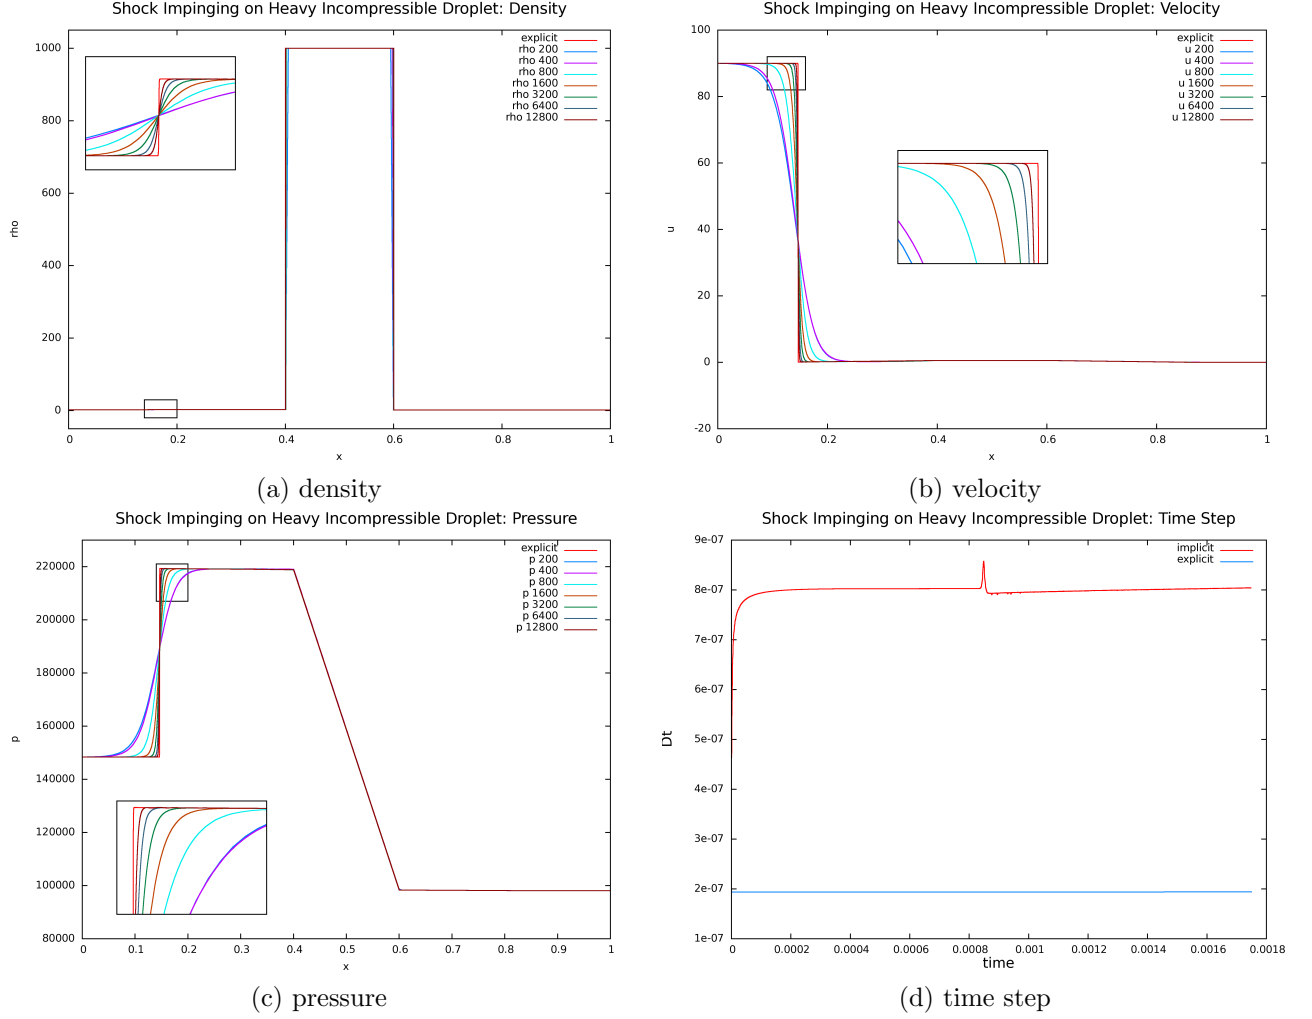 Shock Impinging on Heavy Incompressible Droplet: Density
1000
800
600
400
200
0
rho
explicit
rho 200
rho 400
rho 800
rho 1600
rho 3200
rho 6400
rho 12800
0 0.2 0.4 0.6 0.8 1
x
(a) density
Shock Impinging on Heavy Incompressible Droplet: Velocity
100
80
60
40
20
0
-20
u
explicit
u 200
u 400
u 800
u 1600
u 3200
u 6400
u 12800
0 0.2 0.4 0.6 0.8 1
x
(b) velocity
Shock Impinging on Heavy Incompressible Droplet: Pressure
220000
200000
180000
160000
140000
120000
100000
80000
p
explicit
p 200
p 400
p 800
p 1600
p 3200
p 6400
p 12800
0 0.1 0.2 0.3 0.4 0.5 0.6 0.7 0.8 0.9 1
x
(c) pressure
Shock Impinging on Heavy Incompressible Droplet: Time Step
9e-07
8e-07
7e-07
6e-07
5e-07
4e-07
3e-07
2e-07
1e-07
Dt
implicit
explicit
0 0.0002 0.0004 0.0006 0.0008 0.001 0.0012 0.0014 0.0016 0.0018
time
(d) time step